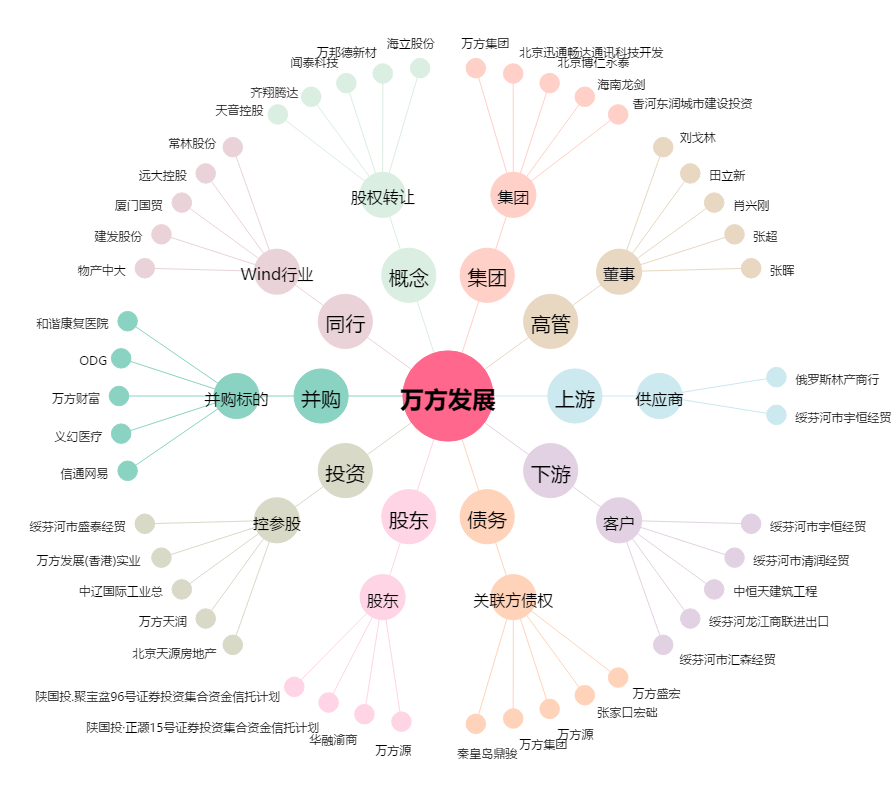 海立股份
万邦德新材
闻泰科技
齐翔腾达
天音控股
股权转让
概念
万方集团
北京迅通畅达通讯科技开发
北京博仁永泰
海南龙剑
香河东润城市建设投资
集团
集团
常林股份
远大控股
厦门国贸
建发股份
物产中大
Wind行业
同行
刘戈林
田立新
肖兴刚
张超
张晖
董事
高管
和谐康复医院
ODG
万方财富
义幻医疗
信通网易
并购标的
并购
万方发展
上游
供应商
俄罗斯林产商行
绥芬河市宇恒经贸
投资
控参股
绥芬河市盛泰经贸
万方发展(香港)实业
中辽国际工业总
万方天润
北京天源房地产
下游
客户
绥芬河市宇恒经贸
绥芬河市清润经贸
中恒天建筑工程
绥芬河龙江商联进出口
绥芬河市汇森经贸
股东
股东
陕国投.聚宝盆96号证券投资集合资金信托计划
陕国投·正灏15号证券投资集合资金信托计划
华融渝商
万方源
债务
关联方债权
万方盛宏
张家口宏础
万方源
万方集团
秦皇岛鼎骏